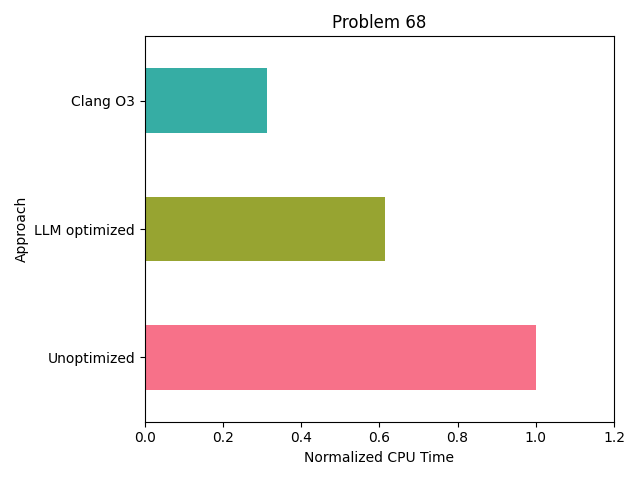 Problem 68
Approach
Clang O3
LLM optimized
Unoptimized
0.0 0.2 0.4 0.6 0.8 1.0 1.2
Normalized CPU Time